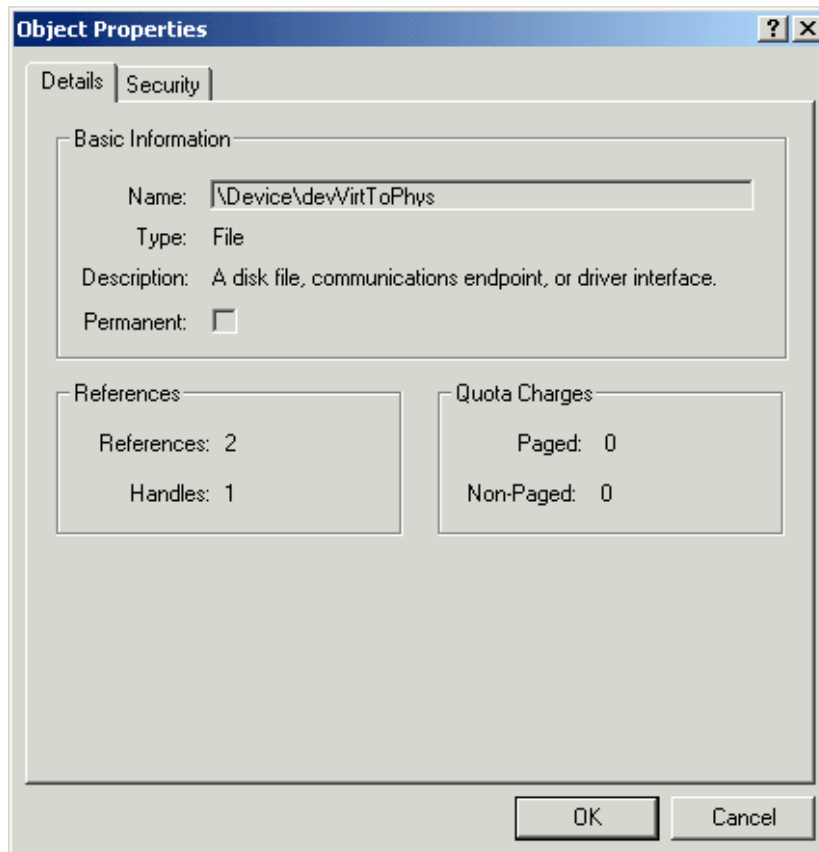 Object Properties
Details Security
Basic Information
Name: \Device\devVirtToPhys
Type: File
Description: A disk file, communications endpoint, or driver interface.
Permanent:
References Quota Charges
References: 2 Paged: 0
Handles: 1 Non-Paged: 0
OK Cancel